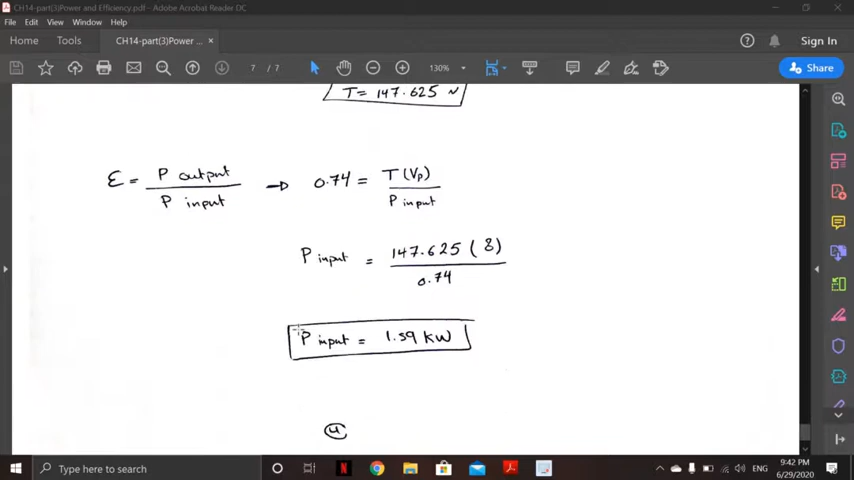 CH14-part(3)Power and Efficiency.pdf - Adobe Acrobat Reader DC
File Edit View Window Help
Home Tools CH14-part(3)Power ... × Sign In
7 / 7 130% Share
T = 147.625 N
ε = P output / P input → 0.74 = T(Vp) / P input
P input = 147.625 (8) / 0.74
P input = 1.59 kW
4
Type here to search
ENG
9:42 PM
6/29/2020